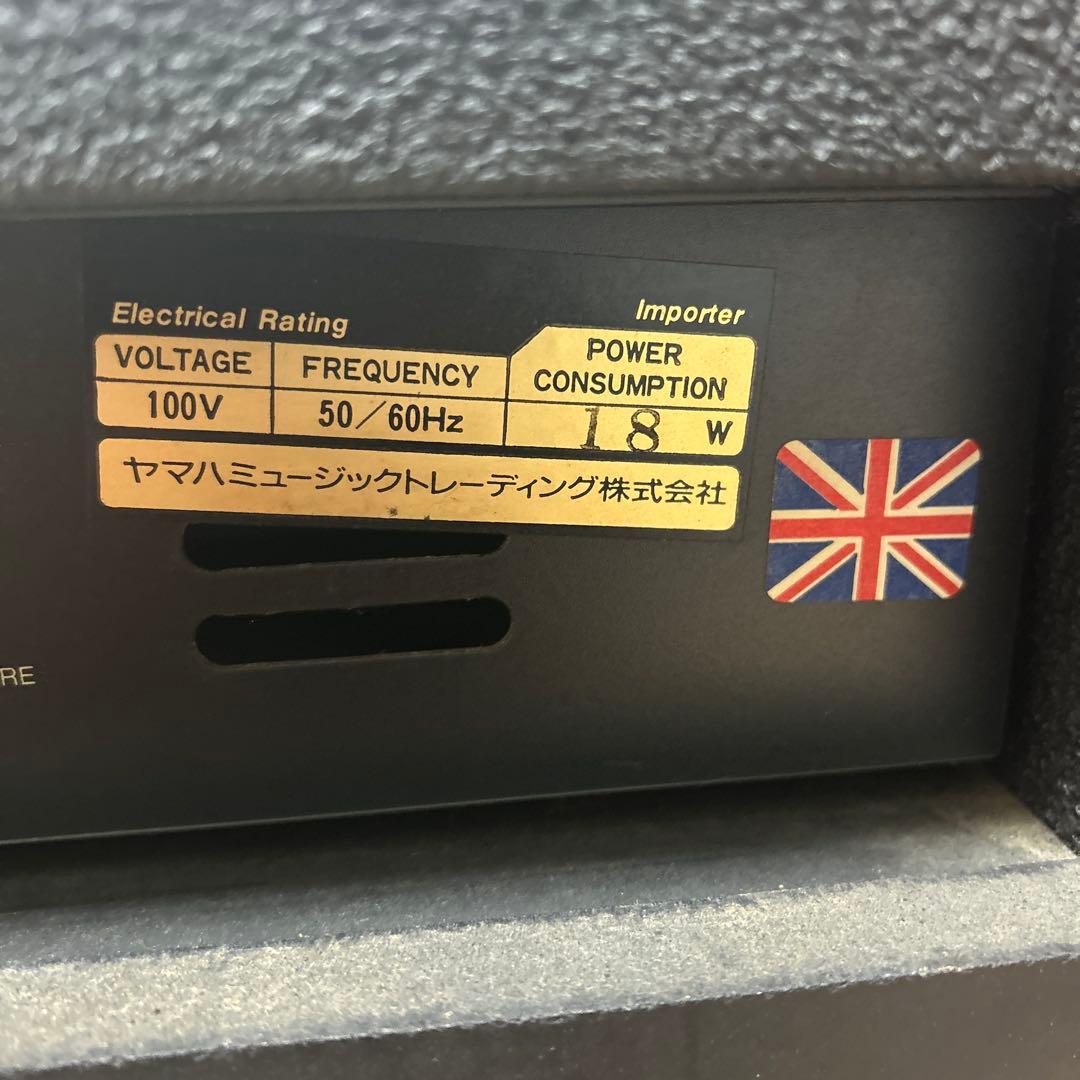 Electrical Rating
Importer
VOLTAGE
FREQUENCY
POWER CONSUMPTION
100V
50/60Hz
18 W
ヤマハミュージックトレーディング株式会社
RE